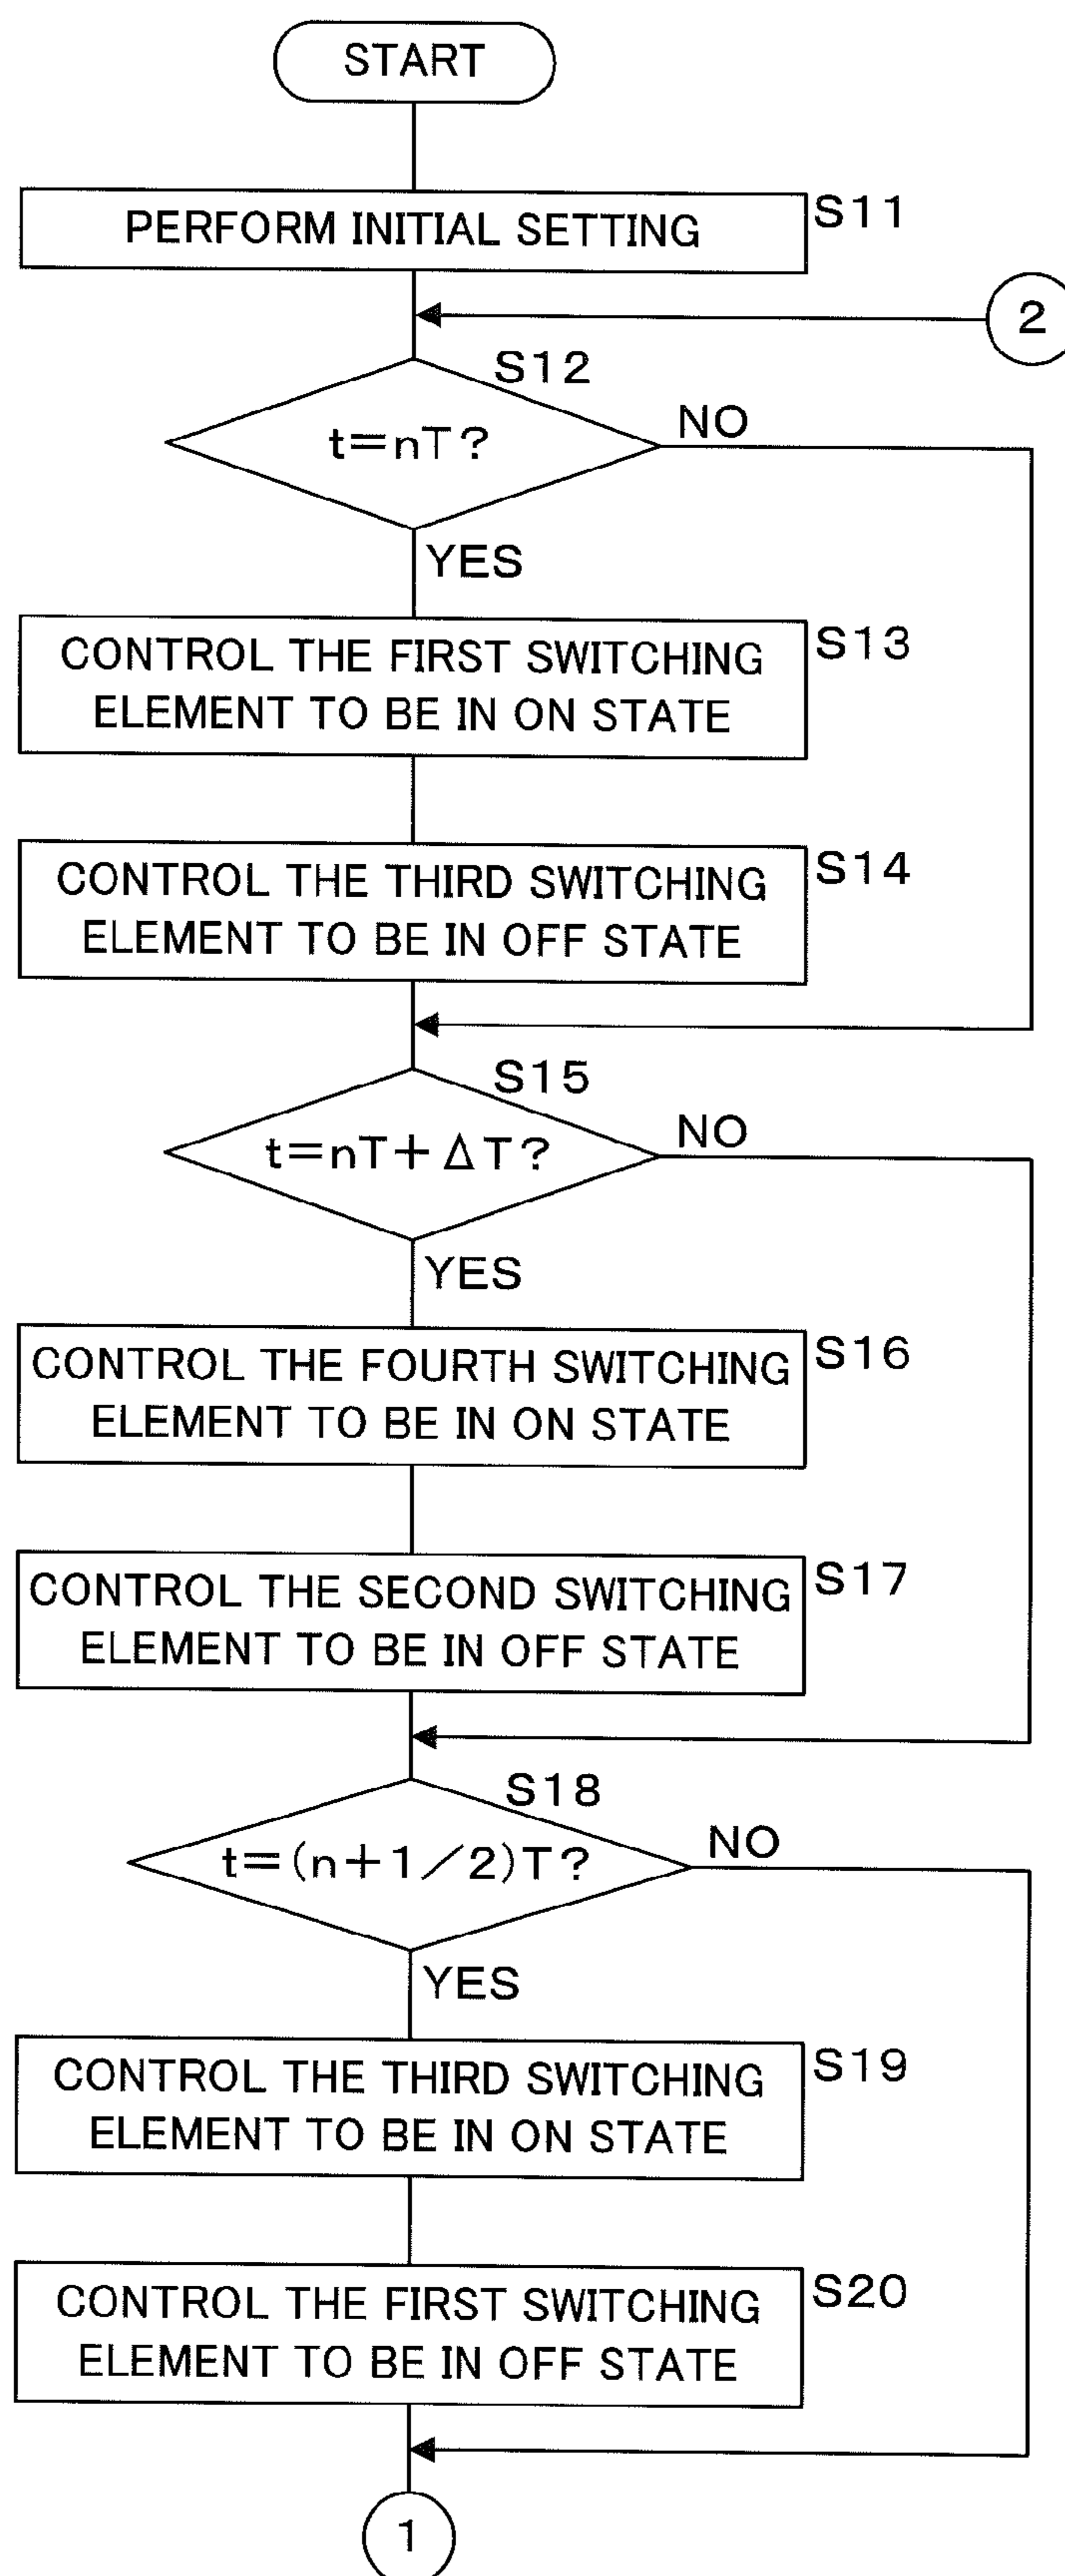 START
PERFORM INITIAL SETTING
S11
2
S12
t=nT?
NO
YES
CONTROL THE FIRST SWITCHING
ELEMENT TO BE IN ON STATE
S13
CONTROL THE THIRD SWITCHING
ELEMENT TO BE IN OFF STATE
S14
S15
t=nT+ΔT?
NO
YES
CONTROL THE FOURTH SWITCHING
ELEMENT TO BE IN ON STATE
S16
CONTROL THE SECOND SWITCHING
ELEMENT TO BE IN OFF STATE
S17
S18
t=(n+1/2)T?
NO
YES
CONTROL THE THIRD SWITCHING
ELEMENT TO BE IN ON STATE
S19
CONTROL THE FIRST SWITCHING
ELEMENT TO BE IN OFF STATE
S20
1